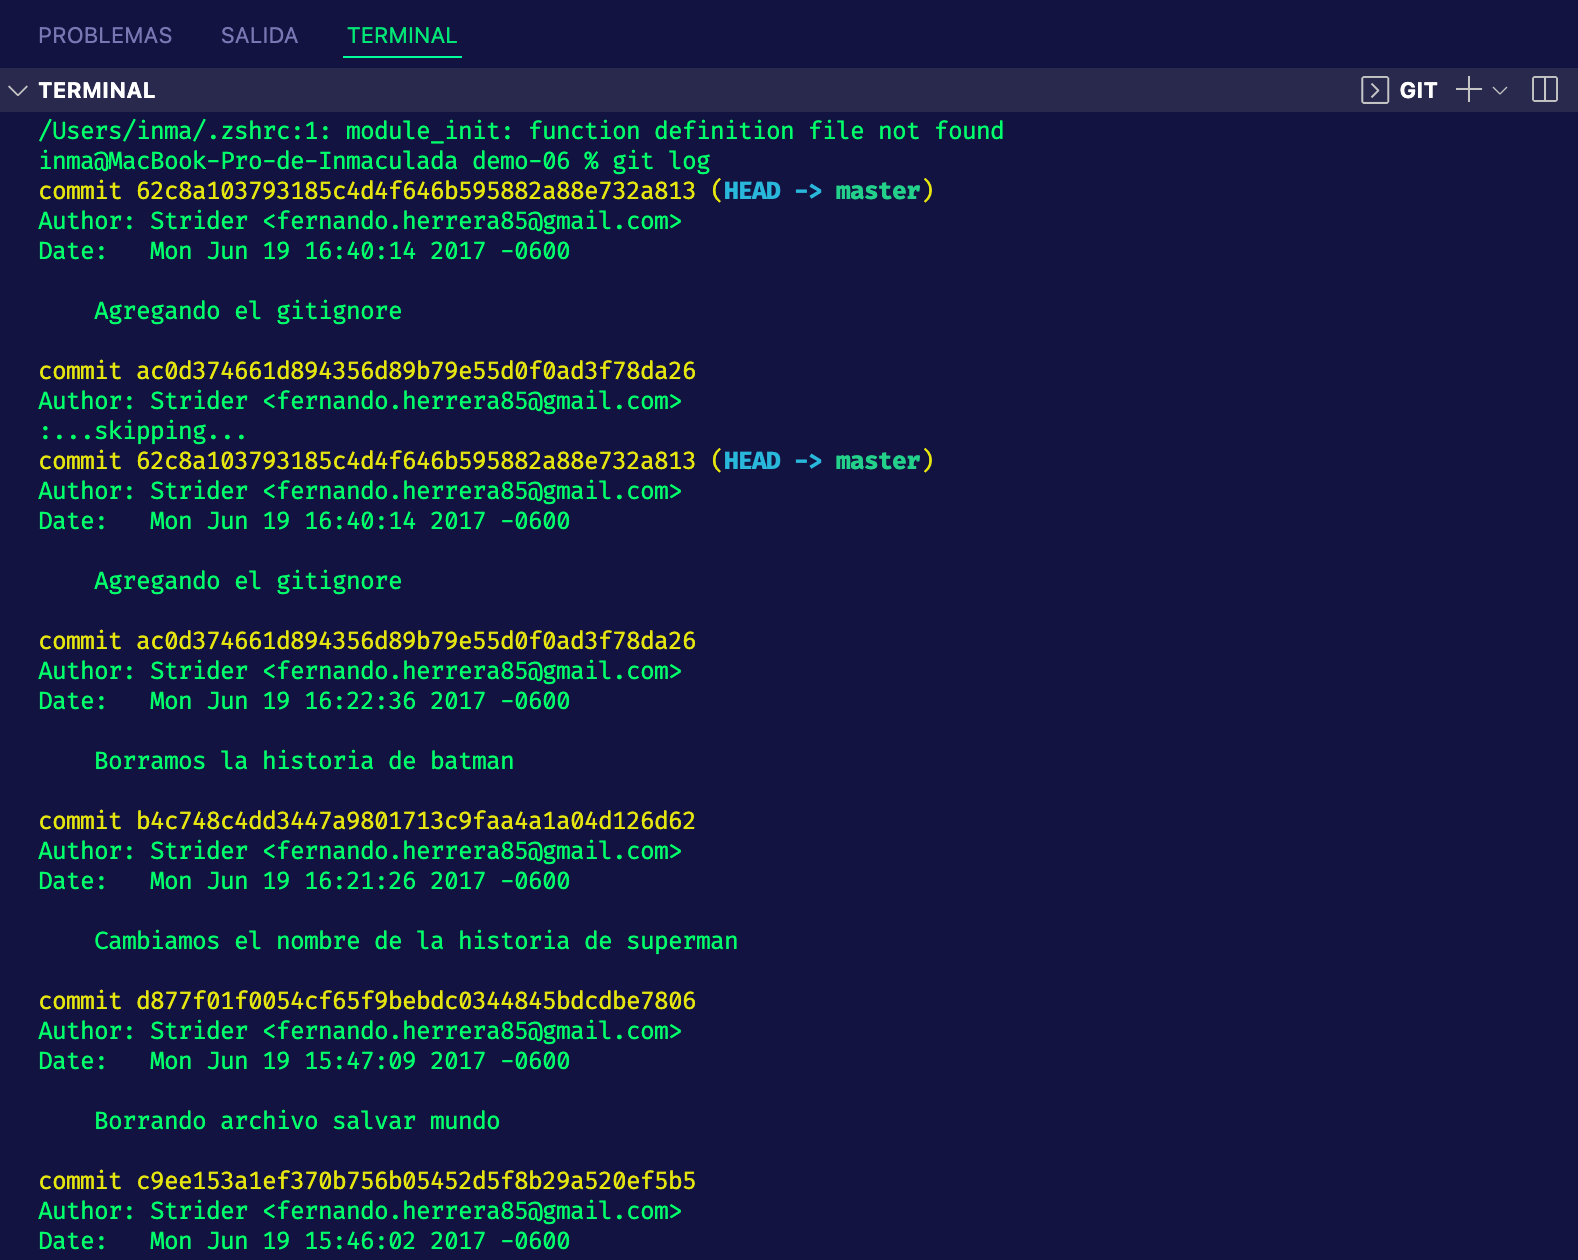 PROBLEMAS SALIDA TERMINAL
TERMINAL GIT
/Users/inma/.zshrc:1: module_init: function definition file not found
inma@MacBook-Pro-de-Inmaculada demo-06 % git log
commit 62c8a103793185c4d4f646b595882a88e732a813 (HEAD -> master)
Author: Strider <fernando.herrera85@gmail.com>
Date:   Mon Jun 19 16:40:14 2017 -0600
    Agregando el gitignore
commit ac0d374661d894356d89b79e55d0f0ad3f78da26
Author: Strider <fernando.herrera85@gmail.com>
:...skipping...
commit 62c8a103793185c4d4f646b595882a88e732a813 (HEAD -> master)
Author: Strider <fernando.herrera85@gmail.com>
Date:   Mon Jun 19 16:40:14 2017 -0600
    Agregando el gitignore
commit ac0d374661d894356d89b79e55d0f0ad3f78da26
Author: Strider <fernando.herrera85@gmail.com>
Date:   Mon Jun 19 16:22:36 2017 -0600
    Borramos la historia de batman
commit b4c748c4dd3447a9801713c9faa4a1a04d126d62
Author: Strider <fernando.herrera85@gmail.com>
Date:   Mon Jun 19 16:21:26 2017 -0600
    Cambiamos el nombre de la historia de superman
commit d877f01f0054cf65f9bebdc0344845bdcdbe7806
Author: Strider <fernando.herrera85@gmail.com>
Date:   Mon Jun 19 15:47:09 2017 -0600
    Borrando archivo salvar mundo
commit c9ee153a1ef370b756b05452d5f8b29a520ef5b5
Author: Strider <fernando.herrera85@gmail.com>
Date:   Mon Jun 19 15:46:02 2017 -0600